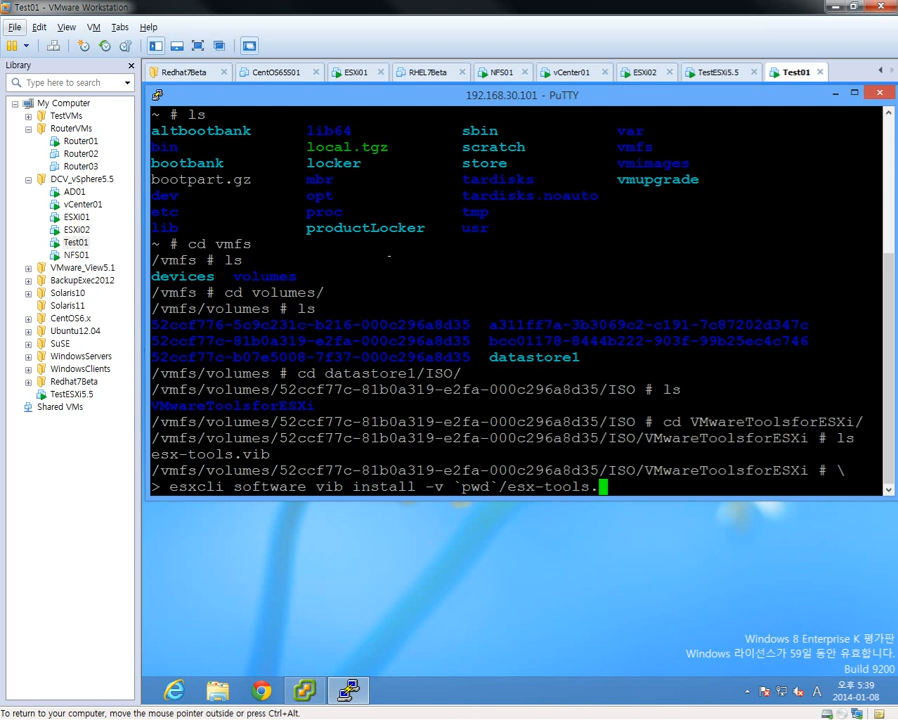 Test01 - VMware Workstation
File Edit View VM Tabs Help
Library
Type here to search
My Computer
TestVMs
RouterVMs
Router01
Router02
Router03
DCV_vSphere5.5
AD01
vCenter01
ESXi01
ESXi02
Test01
NFS01
VMware_View5.1
BackupExec2012
Solaris10
Solaris11
CentOS6.x
Ubuntu12.04
SuSE
WindowsServers
WindowsClients
Redhat7Beta
TestESXi5.5
Shared VMs
Redhat7Beta CentOS65S01 ESXi01 RHEL7Beta NFS01 vCenter01 ESXi02 TestESXi5.5 Test01
192.168.30.101 - PuTTY
~ # ls
altbootbank lib64 sbin var
bin local.tgz scratch vmfs
bootbank locker store vmimages
bootpart.gz mbr tardisks vmupgrade
dev opt tardisks.noauto
etc proc tmp
lib productLocker usr
~ # cd vmfs
/vmfs # ls
devices volumes
/vmfs # cd volumes/
/vmfs/volumes # ls
52ccf776-5c9c231c-b216-000c296a8d35 a311ff7a-3b3069c2-c191-7c87202d347c
52ccf77c-81b0a319-e2fa-000c296a8d35 bcc01178-8444b222-903f-99b25ec4c746
52ccf77c-b07e5008-7f37-000c296a8d35 datastore1
/vmfs/volumes # cd datastore1/ISO/
/vmfs/volumes/52ccf77c-81b0a319-e2fa-000c296a8d35/ISO # ls
VMwareToolsforESXi
/vmfs/volumes/52ccf77c-81b0a319-e2fa-000c296a8d35/ISO # cd VMwareToolsforESXi/
/vmfs/volumes/52ccf77c-81b0a319-e2fa-000c296a8d35/ISO/VMwareToolsforESXi # ls
esx-tools.vib
/vmfs/volumes/52ccf77c-81b0a319-e2fa-000c296a8d35/ISO/VMwareToolsforESXi # \
> esxcli software vib install -v `pwd`/esx-tools.
Windows 8 Enterprise K 평가판
Windows 라이선스가 59일 동안 유효합니다.
Build 9200
A 오후 5:39
2014-01-08
To return to your computer, move the mouse pointer outside or press Ctrl+Alt.